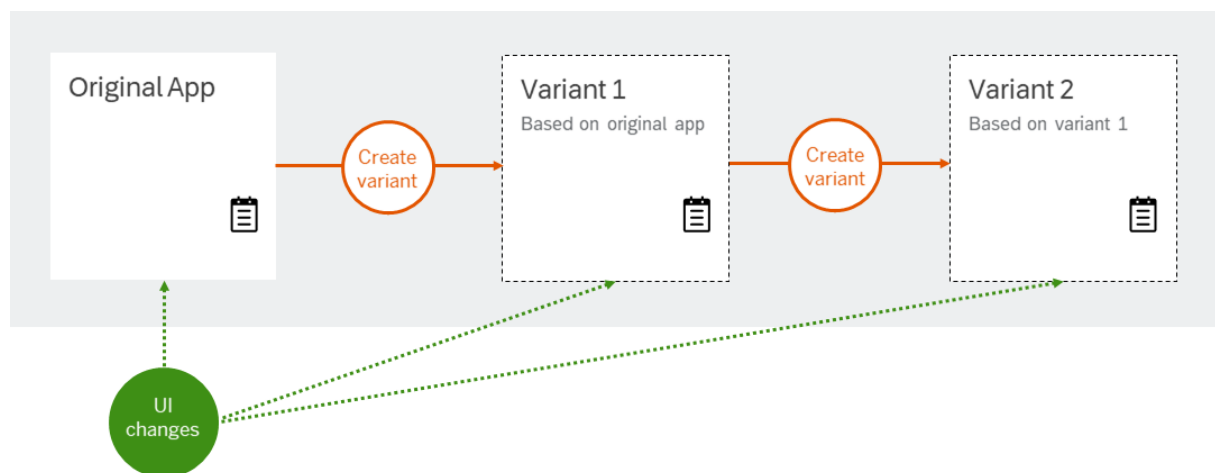 Original App
Create
variant
Variant 1
Based on original app
Create
variant
Variant 2
Based on variant 1
UI
changes